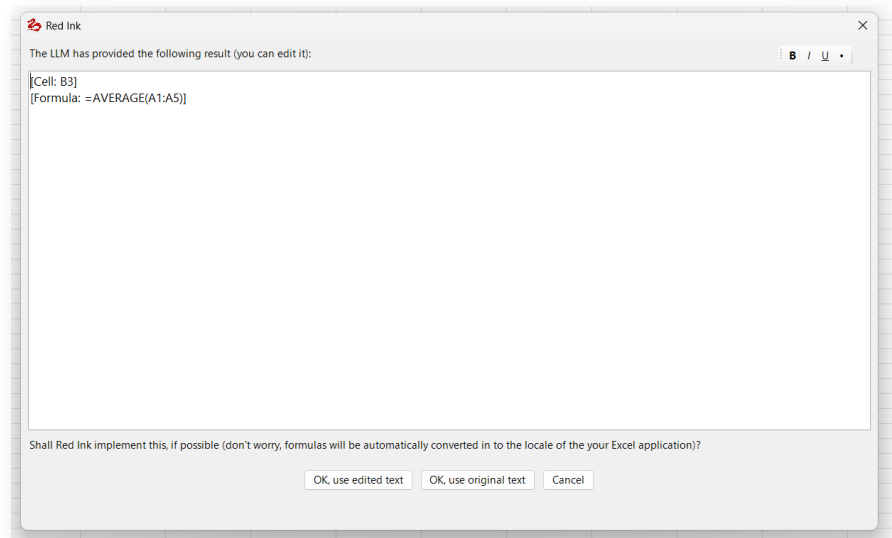 Red Ink
The LLM has provided the following result (you can edit it):
B I U •
[Cell: B3]
[Formula: =AVERAGE(A1:A5)]
Shall Red Ink implement this, if possible (don't worry, formulas will be automatically converted in to the locale of the your Excel application)?
OK, use edited text OK, use original text Cancel